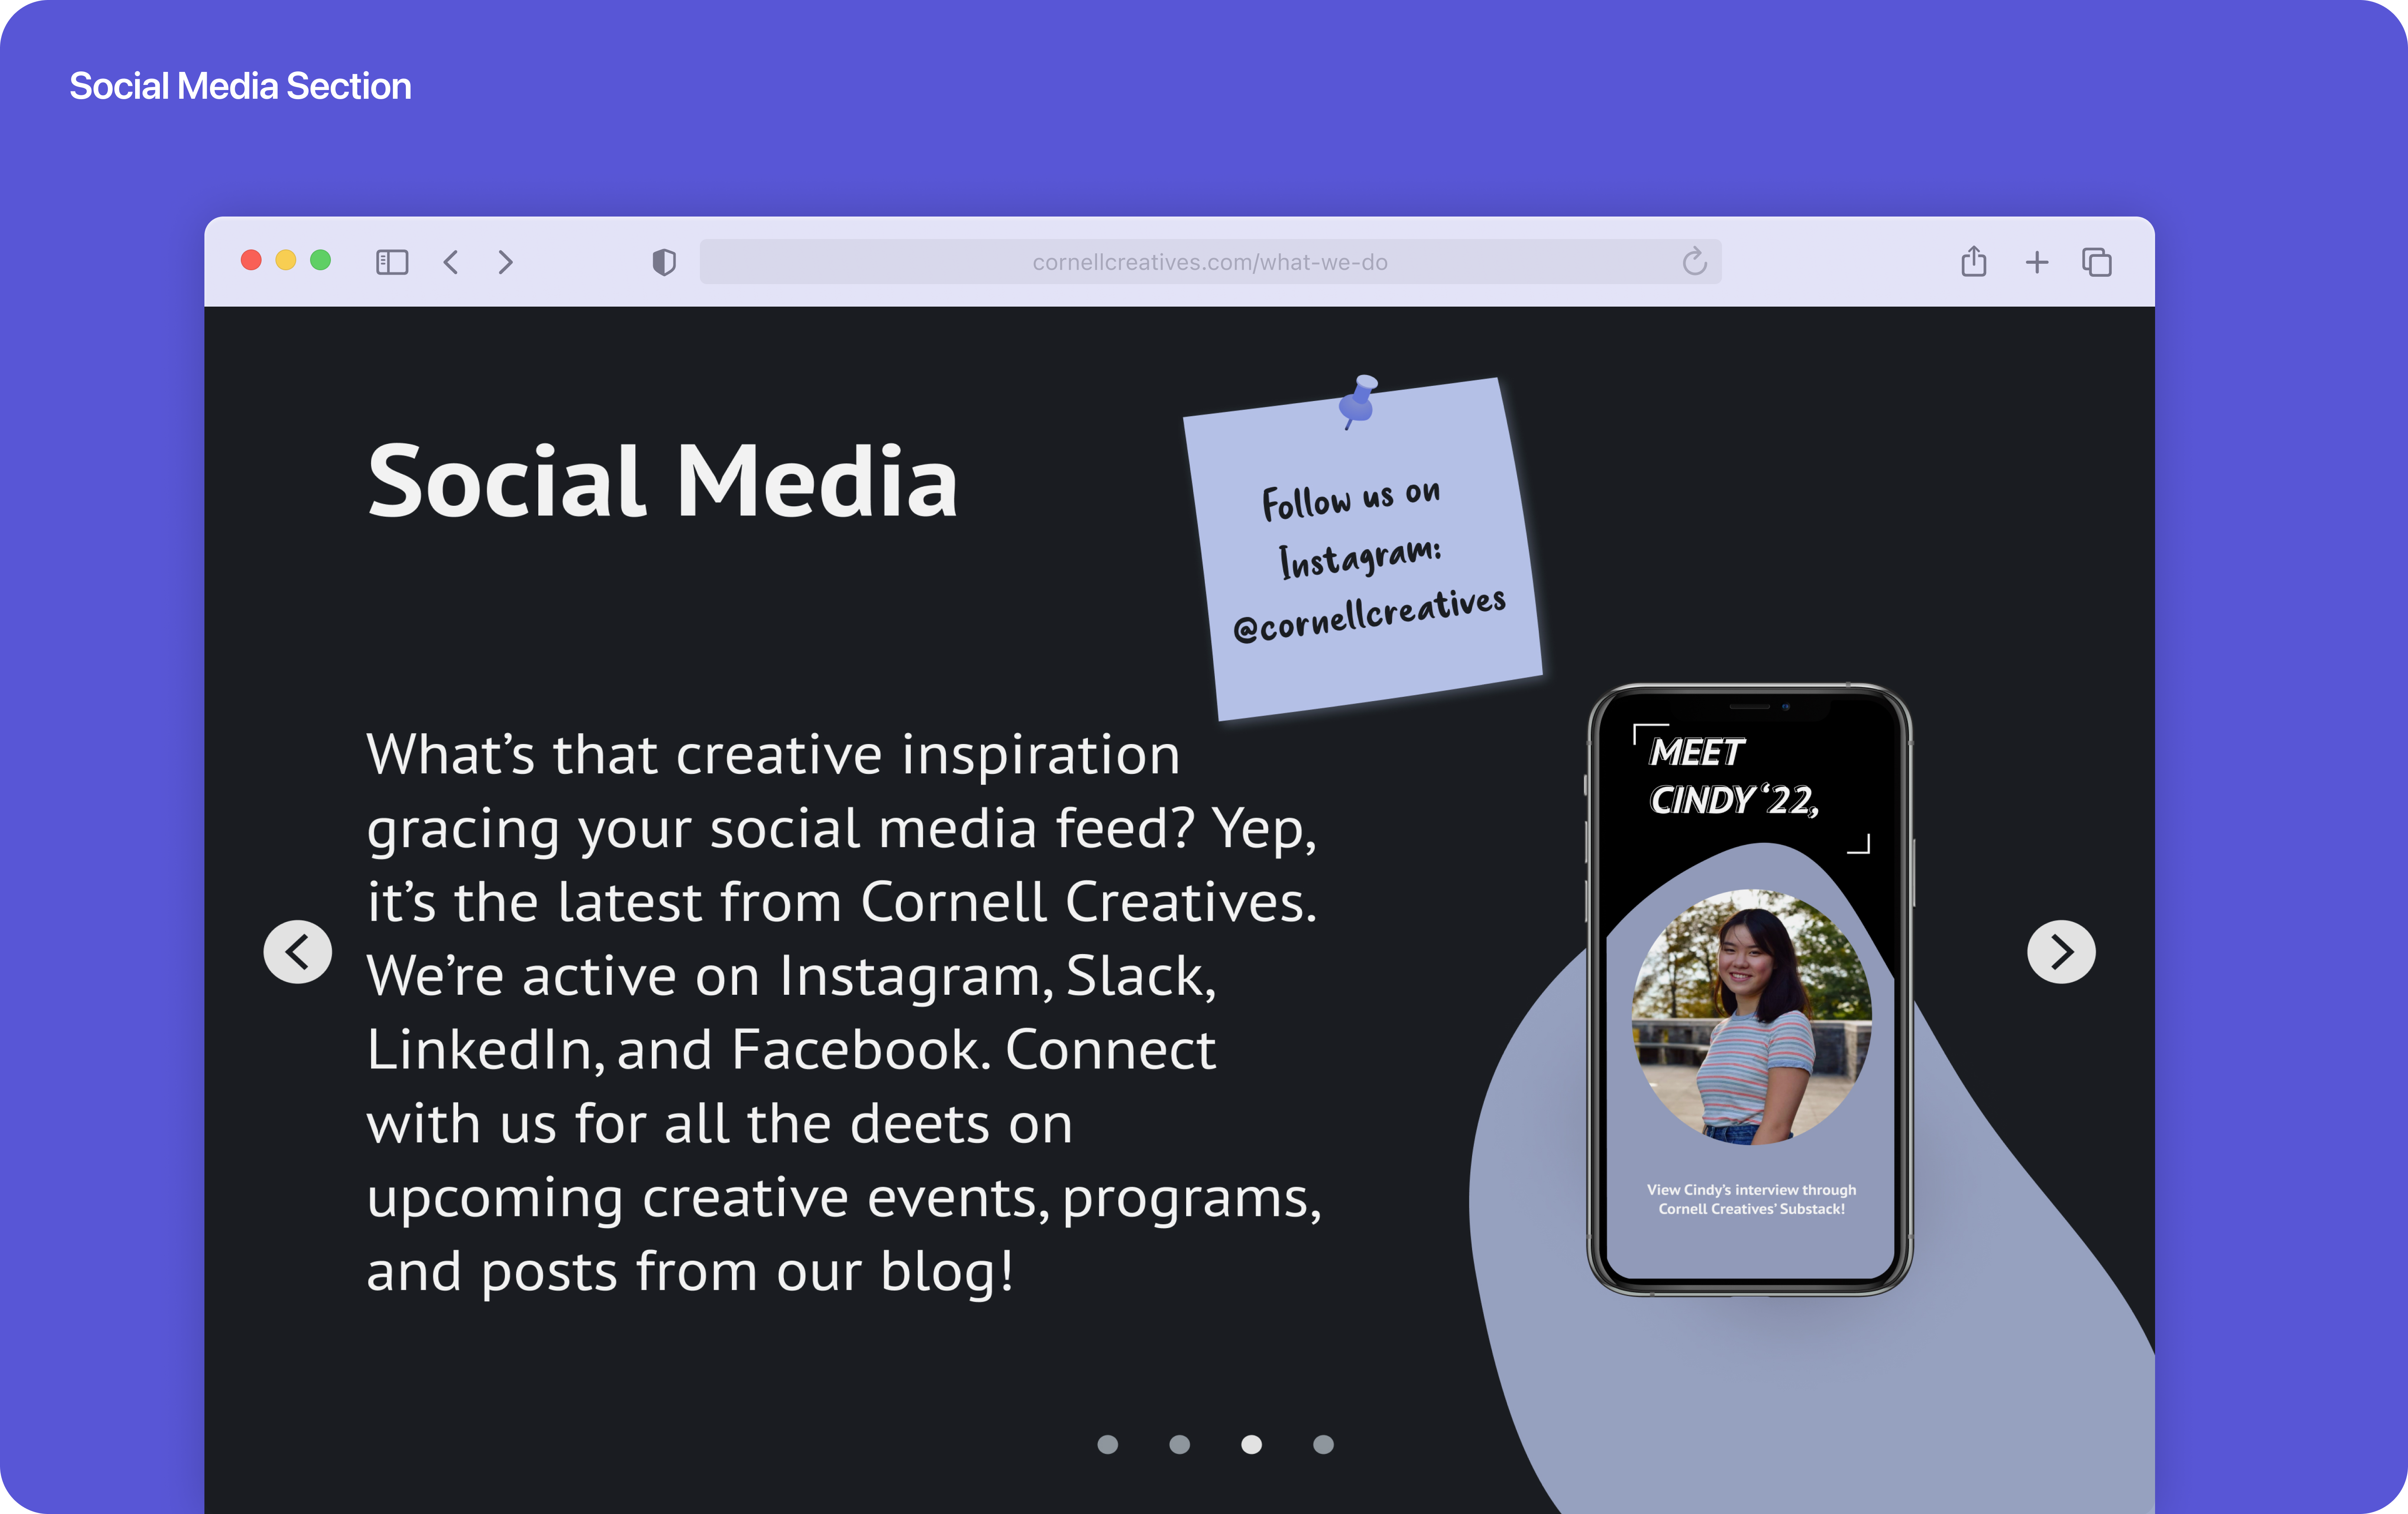 Social Media Section
cornellcreatives.com/what-we-do
Social Media
Follow us on
Instagram:
@cornellcreatives
What’s that creative inspiration
gracing your social media feed? Yep,
it’s the latest from Cornell Creatives.
We’re active on Instagram, Slack,
LinkedIn, and Facebook. Connect
with us for all the deets on
upcoming creative events, programs,
and posts from our blog!
MEET
CINDY ‘22,
View Cindy’s interview through
Cornell Creatives’ Substack!